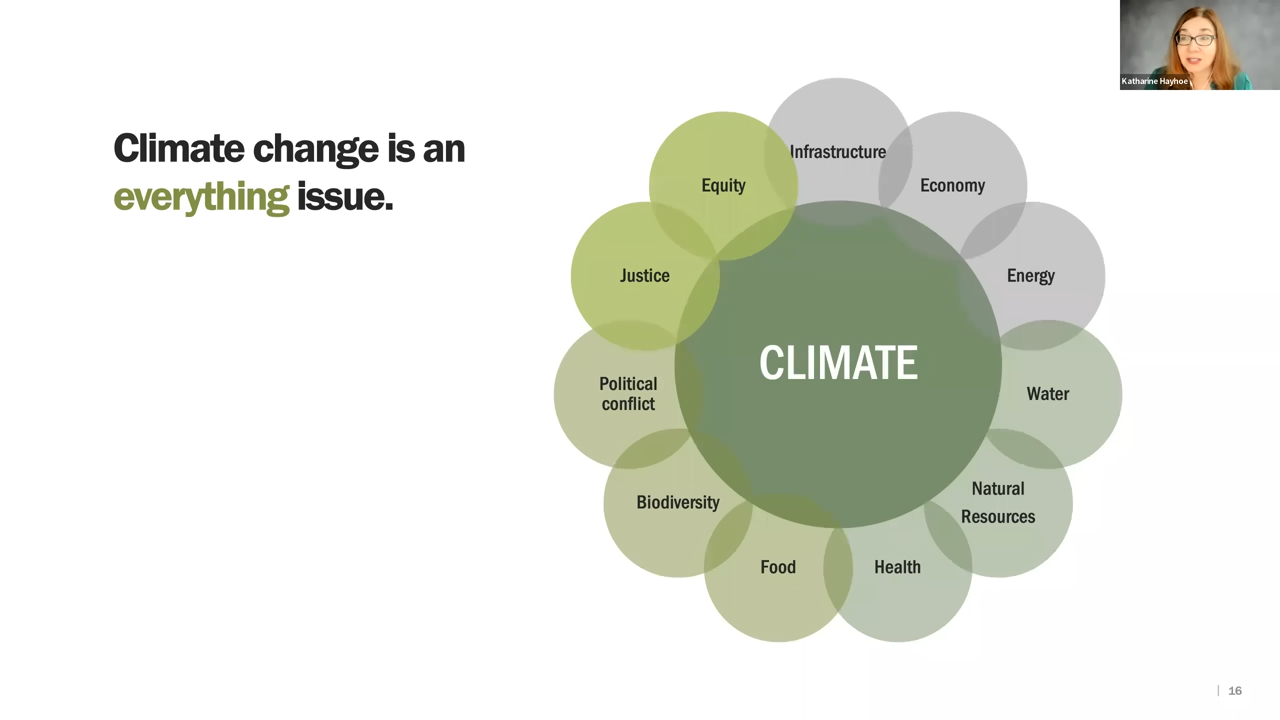 Katharine Hayhoe
Climate change is an
everything issue.
Infrastructure
Equity
Economy
Justice
Energy
CLIMATE
Political
conflict
Water
Biodiversity
Natural
Resources
Food
Health
16